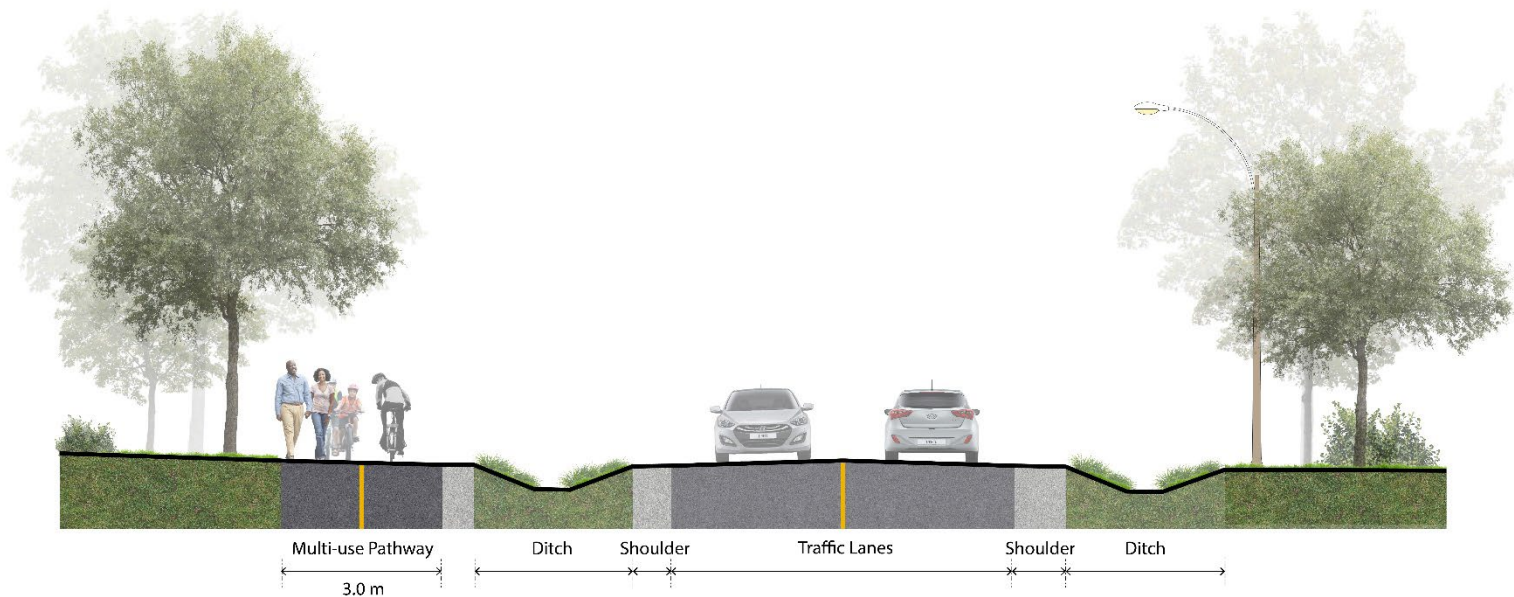 Multi-use Pathway
Ditch
Shoulder
Traffic Lanes
Shoulder
Ditch
3.0 m